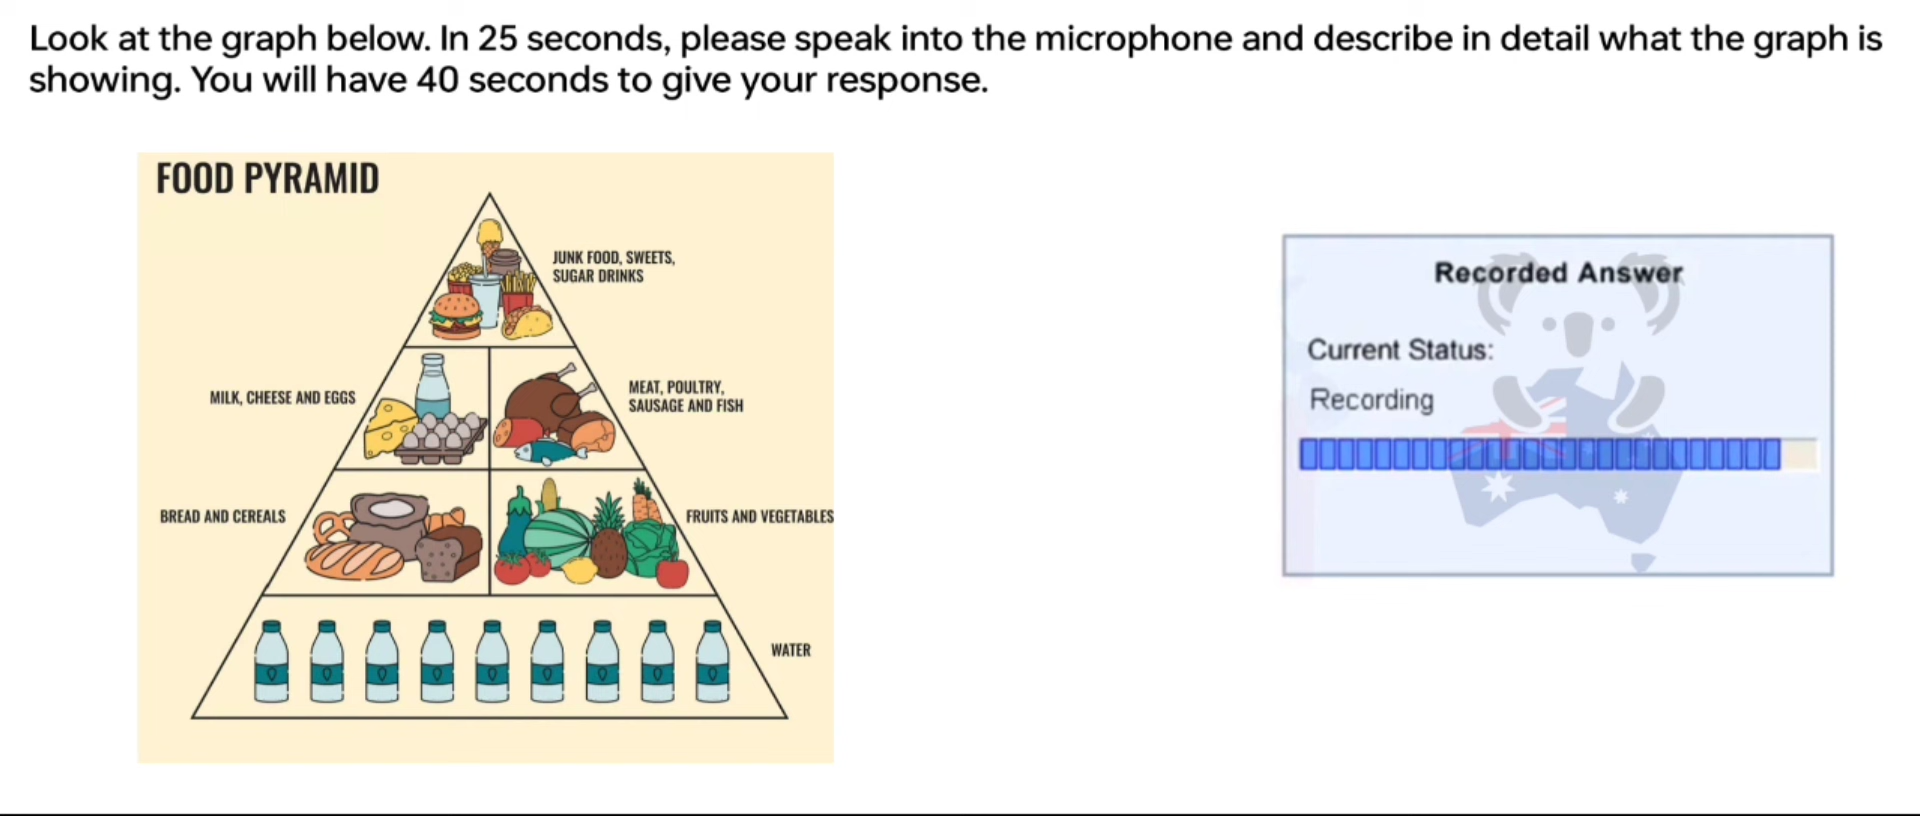 Look at the graph below. In 25 seconds, please speak into the microphone and describe in detail what the graph is
showing. You will have 40 seconds to give your response.
FOOD PYRAMID
JUNK FOOD, SWEETS,
SUGAR DRINKS
MILK, CHEESE AND EGGS
MEAT, POULTRY,
SAUSAGE AND FISH
BREAD AND CEREALS
FRUITS AND VEGETABLES
WATER
Recorded Answer
Current Status:
Recording